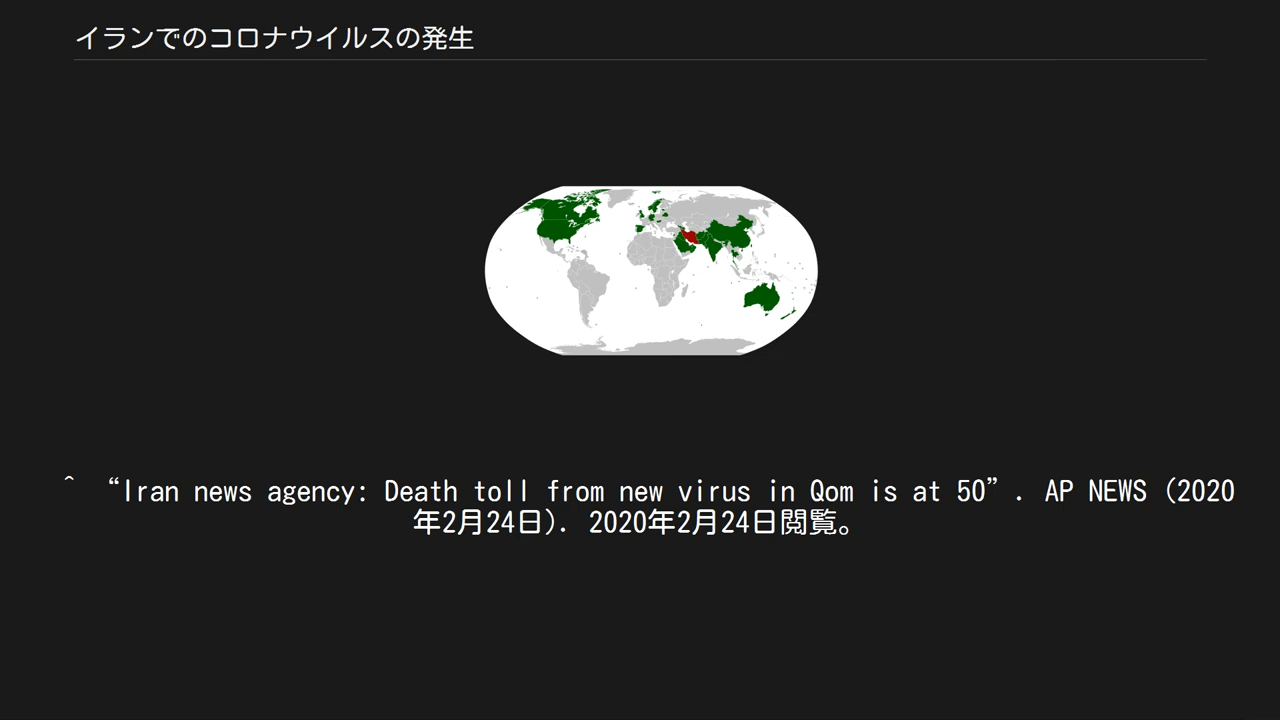 イランでのコロナウイルスの発生
^ “Iran news agency: Death toll from new virus in Qom is at 50”. AP NEWS (2020
年2月24日). 2020年2月24日閲覧。